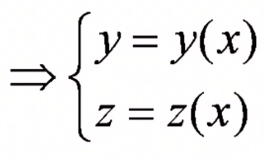 ⇒ { y = y(x)
z = z(x)